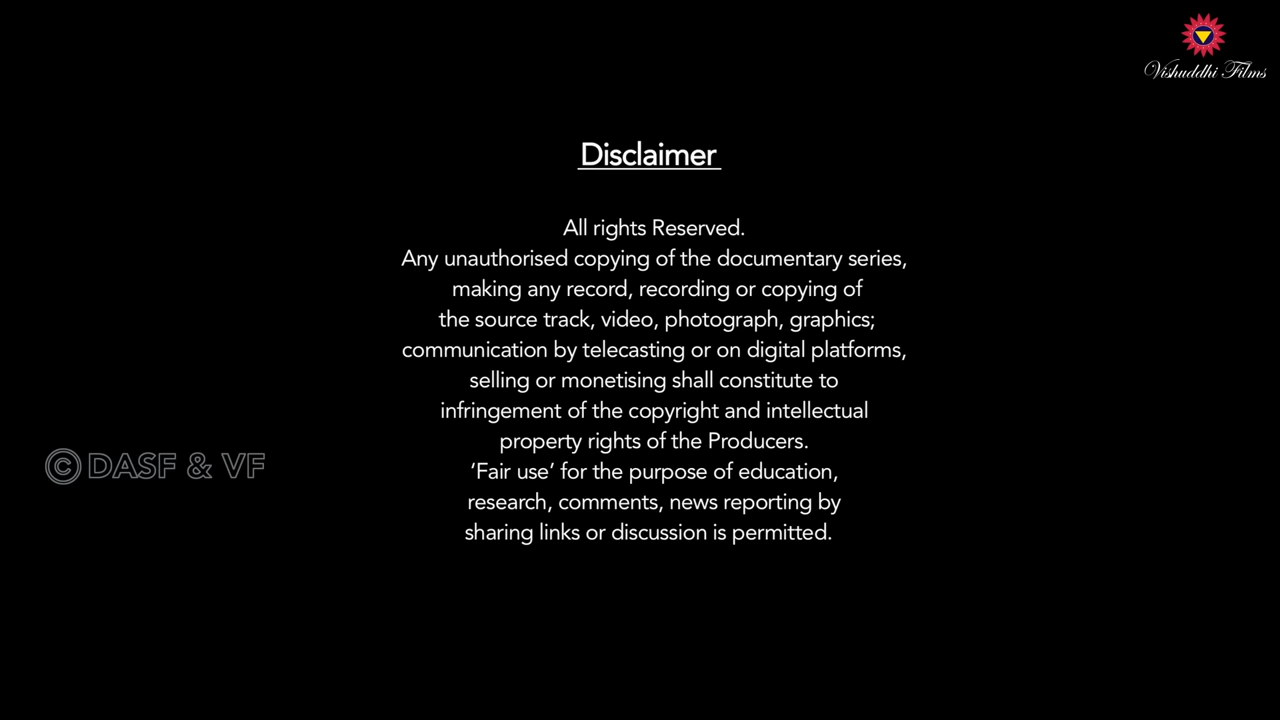 Vishuddhi Films
Disclaimer
All rights Reserved.
Any unauthorised copying of the documentary series,
making any record, recording or copying of
the source track, video, photograph, graphics;
communication by telecasting or on digital platforms,
selling or monetising shall constitute to
infringement of the copyright and intellectual
property rights of the Producers.
‘Fair use’ for the purpose of education,
research, comments, news reporting by
sharing links or discussion is permitted.
© DASF & VF